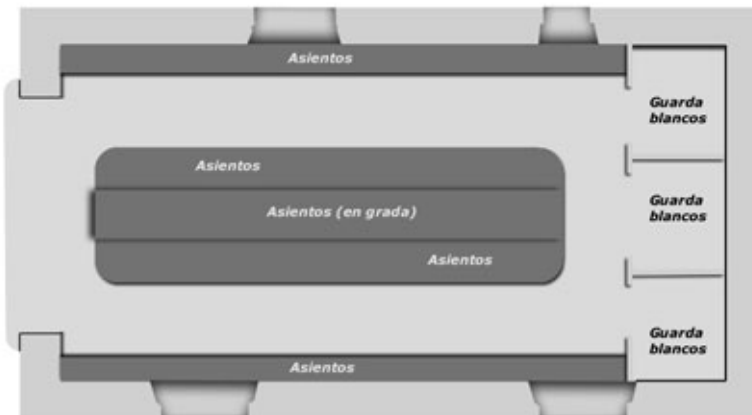 Asientos
Guarda
blancos
Asientos
Asientos (en grada)
Guarda
blancos
Asientos
Guarda
blancos
Asientos